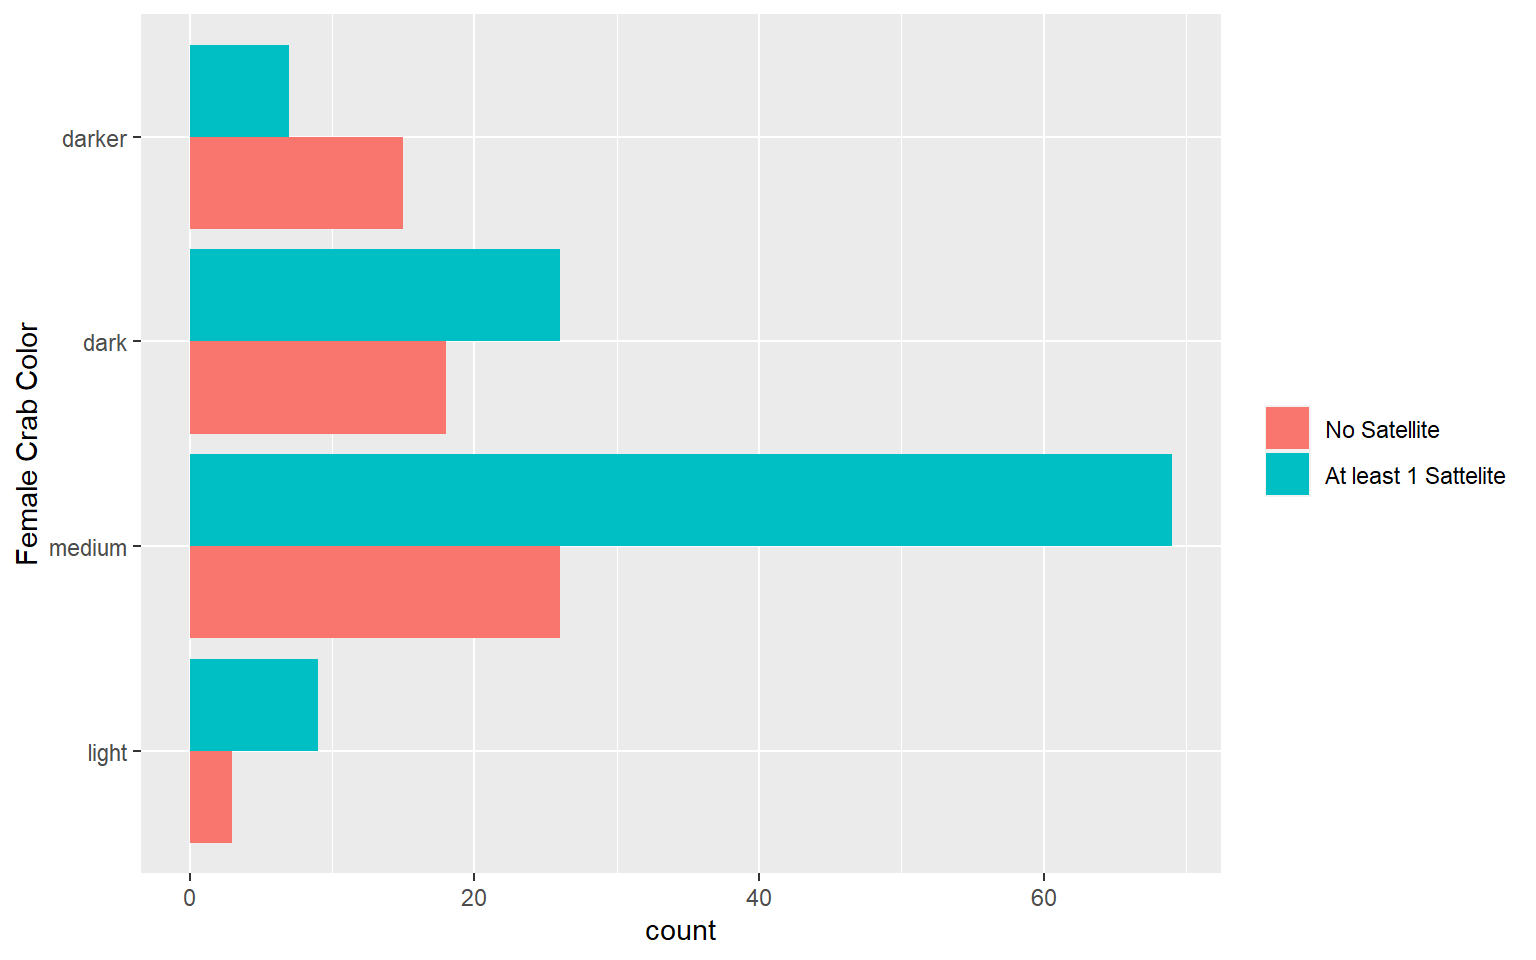 Female Crab Color
darker
dark
medium
light
0 20 40 60
count
No Satellite
At least 1 Sattelite